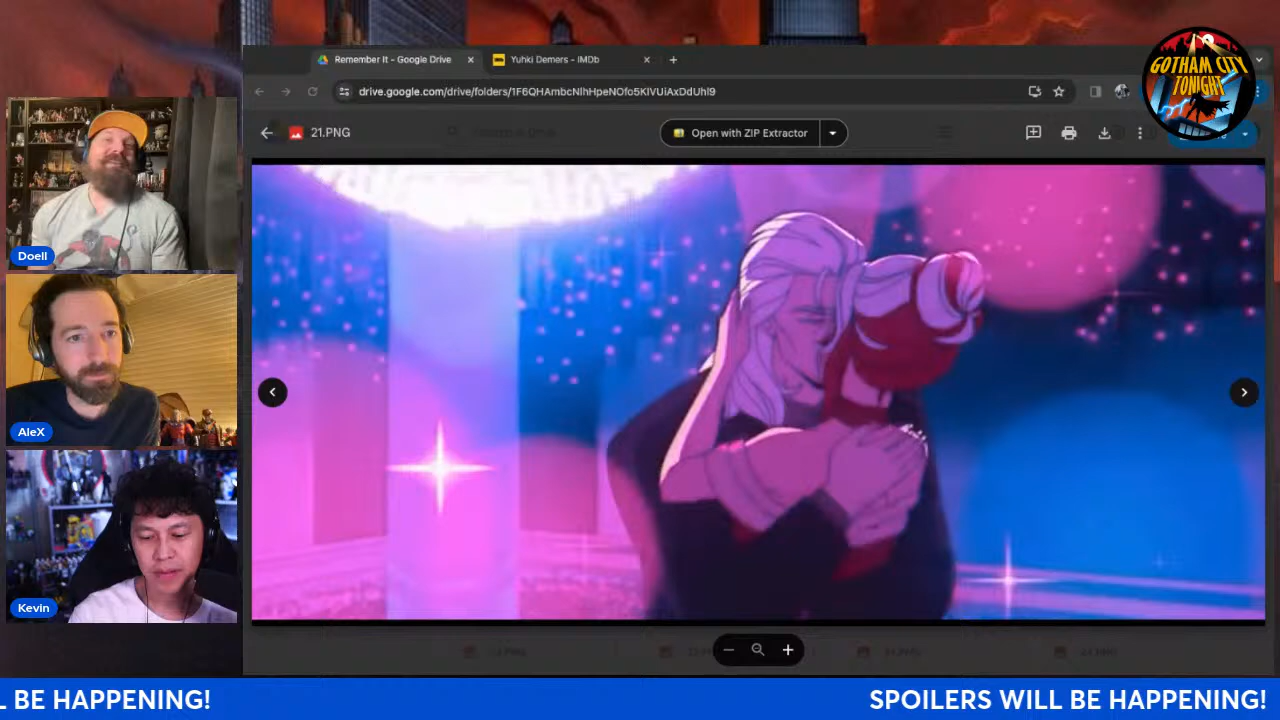 Remember It - Google Drive
Yuhki Demers - IMDb
drive.google.com/drive/folders/1F6QHAmbcNlhHpeNOfo5KIVUiAxDdUhl9
GOTHAM CITY
TONIGHT
21.PNG
Open with ZIP Extractor
Doell
AleX
Kevin
L BE HAPPENING!
SPOILERS WILL BE HAPPENING!